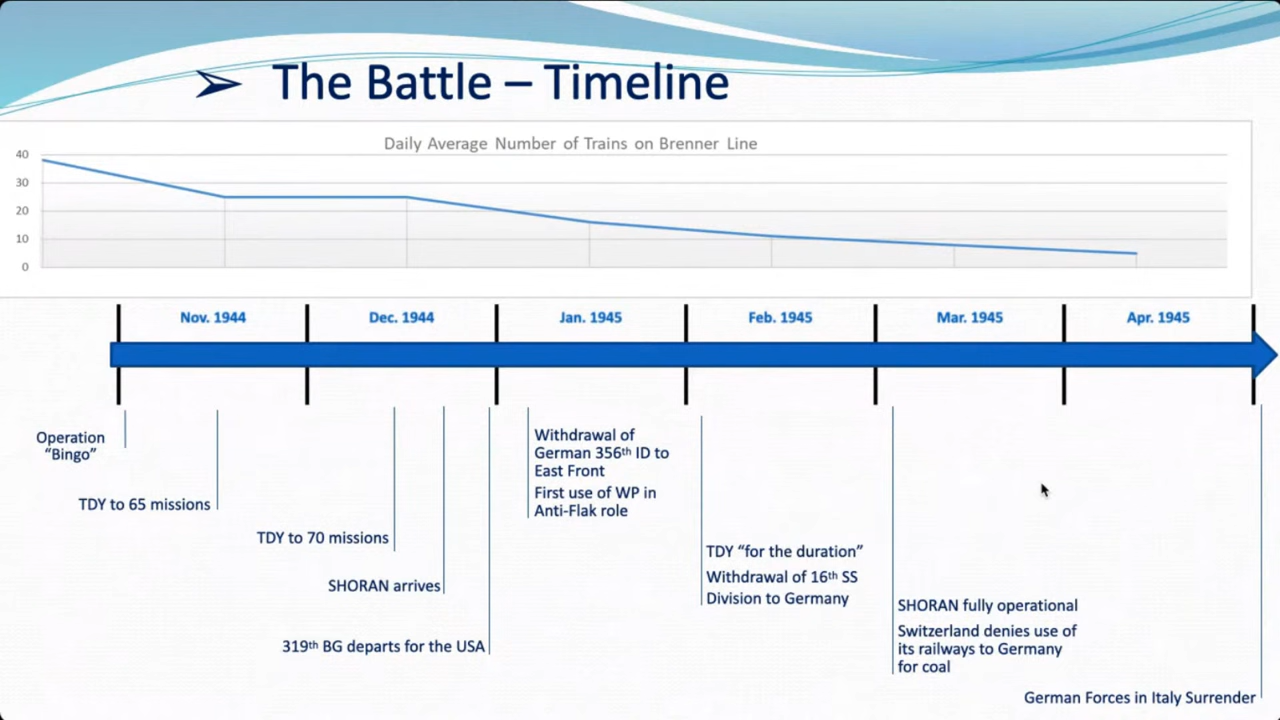 ➢ The Battle – Timeline
Daily Average Number of Trains on Brenner Line
40
30
20
10
0
Nov. 1944
Dec. 1944
Jan. 1945
Feb. 1945
Mar. 1945
Apr. 1945
Operation
“Bingo”
TDY to 65 missions
TDY to 70 missions
SHORAN arrives
319th BG departs for the USA
Withdrawal of
German 356th ID to
East Front
First use of WP in
Anti-Flak role
TDY “for the duration”
Withdrawal of 16th SS
Division to Germany
SHORAN fully operational
Switzerland denies use of
its railways to Germany
for coal
German Forces in Italy Surrender